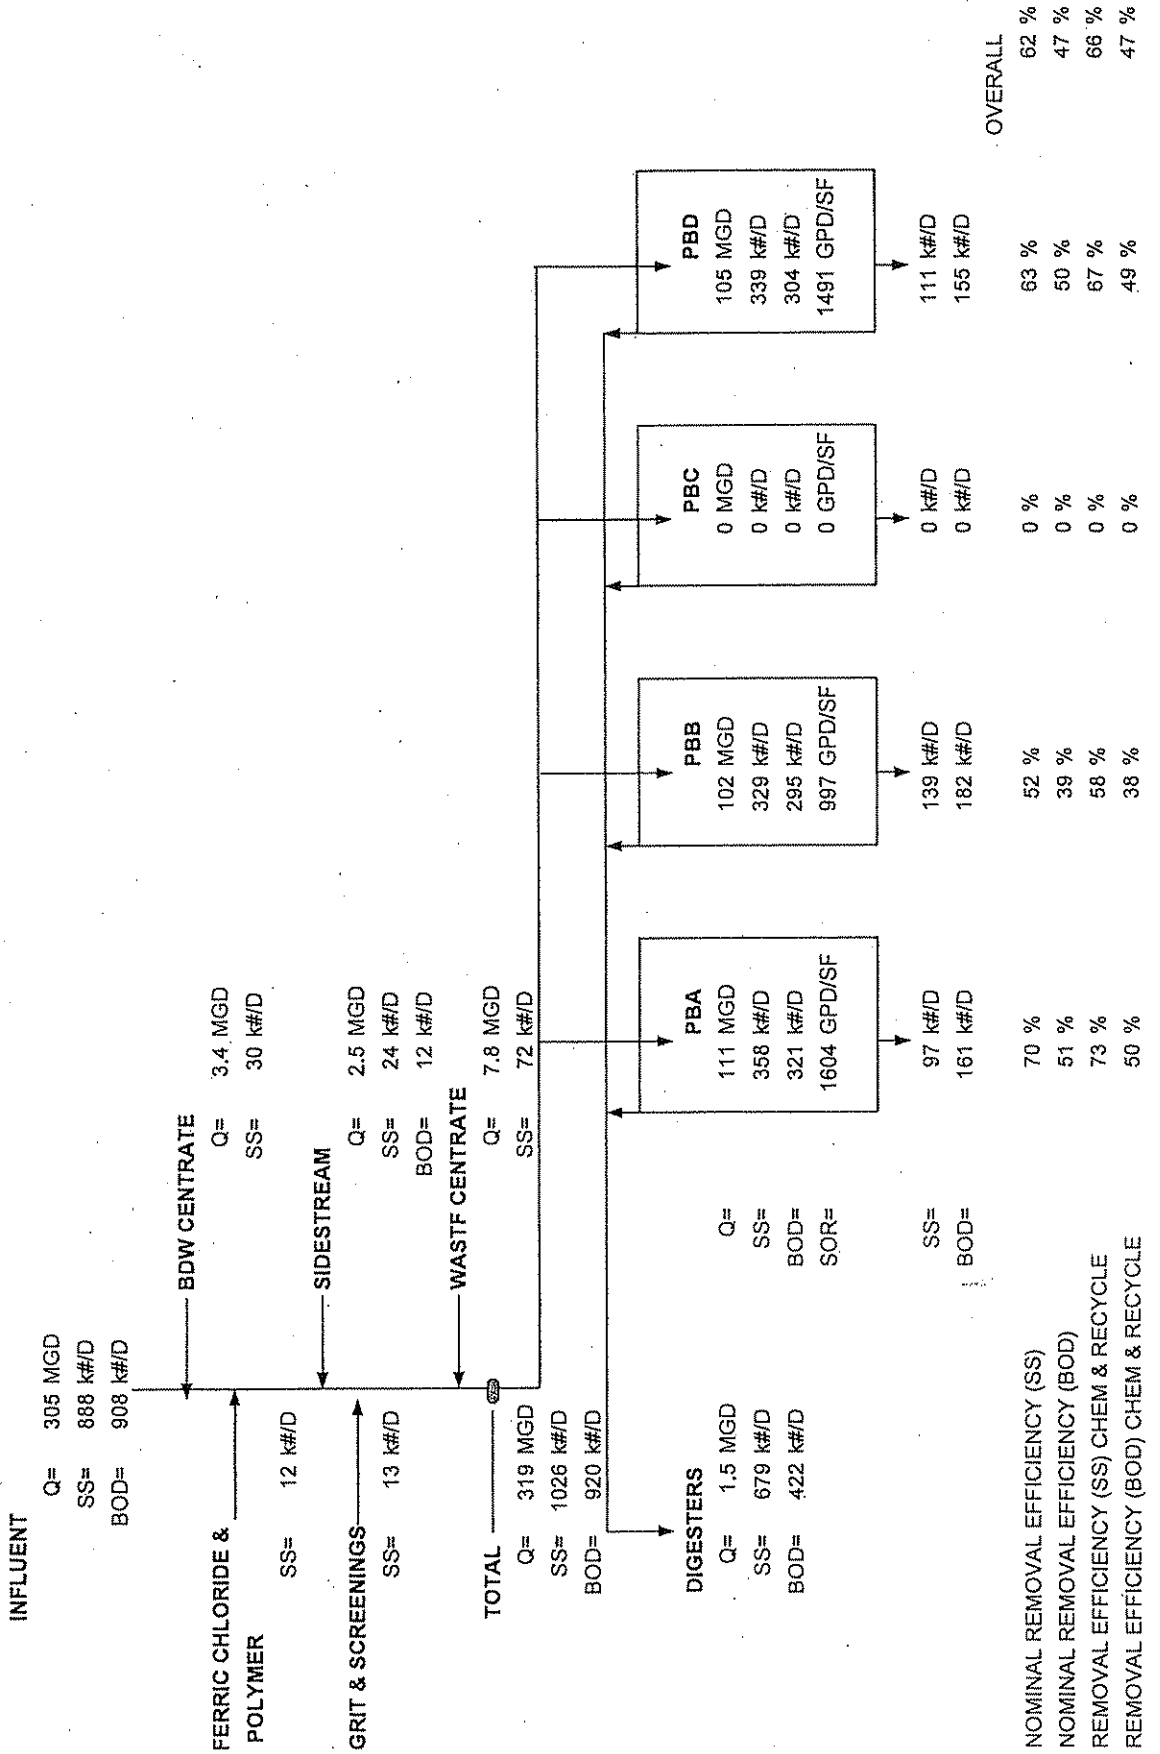 INFLUENT
Q= 305 MGD
SS= 888 k#/D
BOD= 908 k#/D
BDW CENTRATE
Q= 3.4 MGD
SS= 30 k#/D
FERRIC CHLORIDE &
POLYMER
SS= 12 k#/D
SIDESTREAM
Q= 2.5 MGD
SS= 24 k#/D
BOD= 12 k#/D
GRIT & SCREENINGS
SS= 13 k#/D
WASTF CENTRATE
Q= 7.8 MGD
SS= 72 k#/D
TOTAL
Q= 319 MGD
SS= 1026 k#/D
BOD= 920 k#/D
DIGESTERS
Q= 1.5 MGD
SS= 679 k#/D
BOD= 422 k#/D
PBA PBB PBC PBD
Q= 111 MGD 102 MGD 0 MGD 105 MGD
SS= 358 k#/D 329 k#/D 0 k#/D 339 k#/D
BOD= 321 k#/D 295 k#/D 0 k#/D 304 k#/D
SOR= 1604 GPD/SF 997 GPD/SF 0 GPD/SF 1491 GPD/SF
SS= 97 k#/D 139 k#/D 0 k#/D 111 k#/D
BOD= 161 k#/D 182 k#/D 0 k#/D 155 k#/D
OVERALL
NOMINAL REMOVAL EFFICIENCY (SS) 70 % 52 % 0 % 63 % 62 %
NOMINAL REMOVAL EFFICIENCY (BOD) 51 % 39 % 0 % 50 % 47 %
REMOVAL EFFICIENCY (SS) CHEM & RECYCLE 73 % 58 % 0 % 67 % 66 %
REMOVAL EFFICIENCY (BOD) CHEM & RECYCLE 50 % 38 % 0 % 49 % 47 %